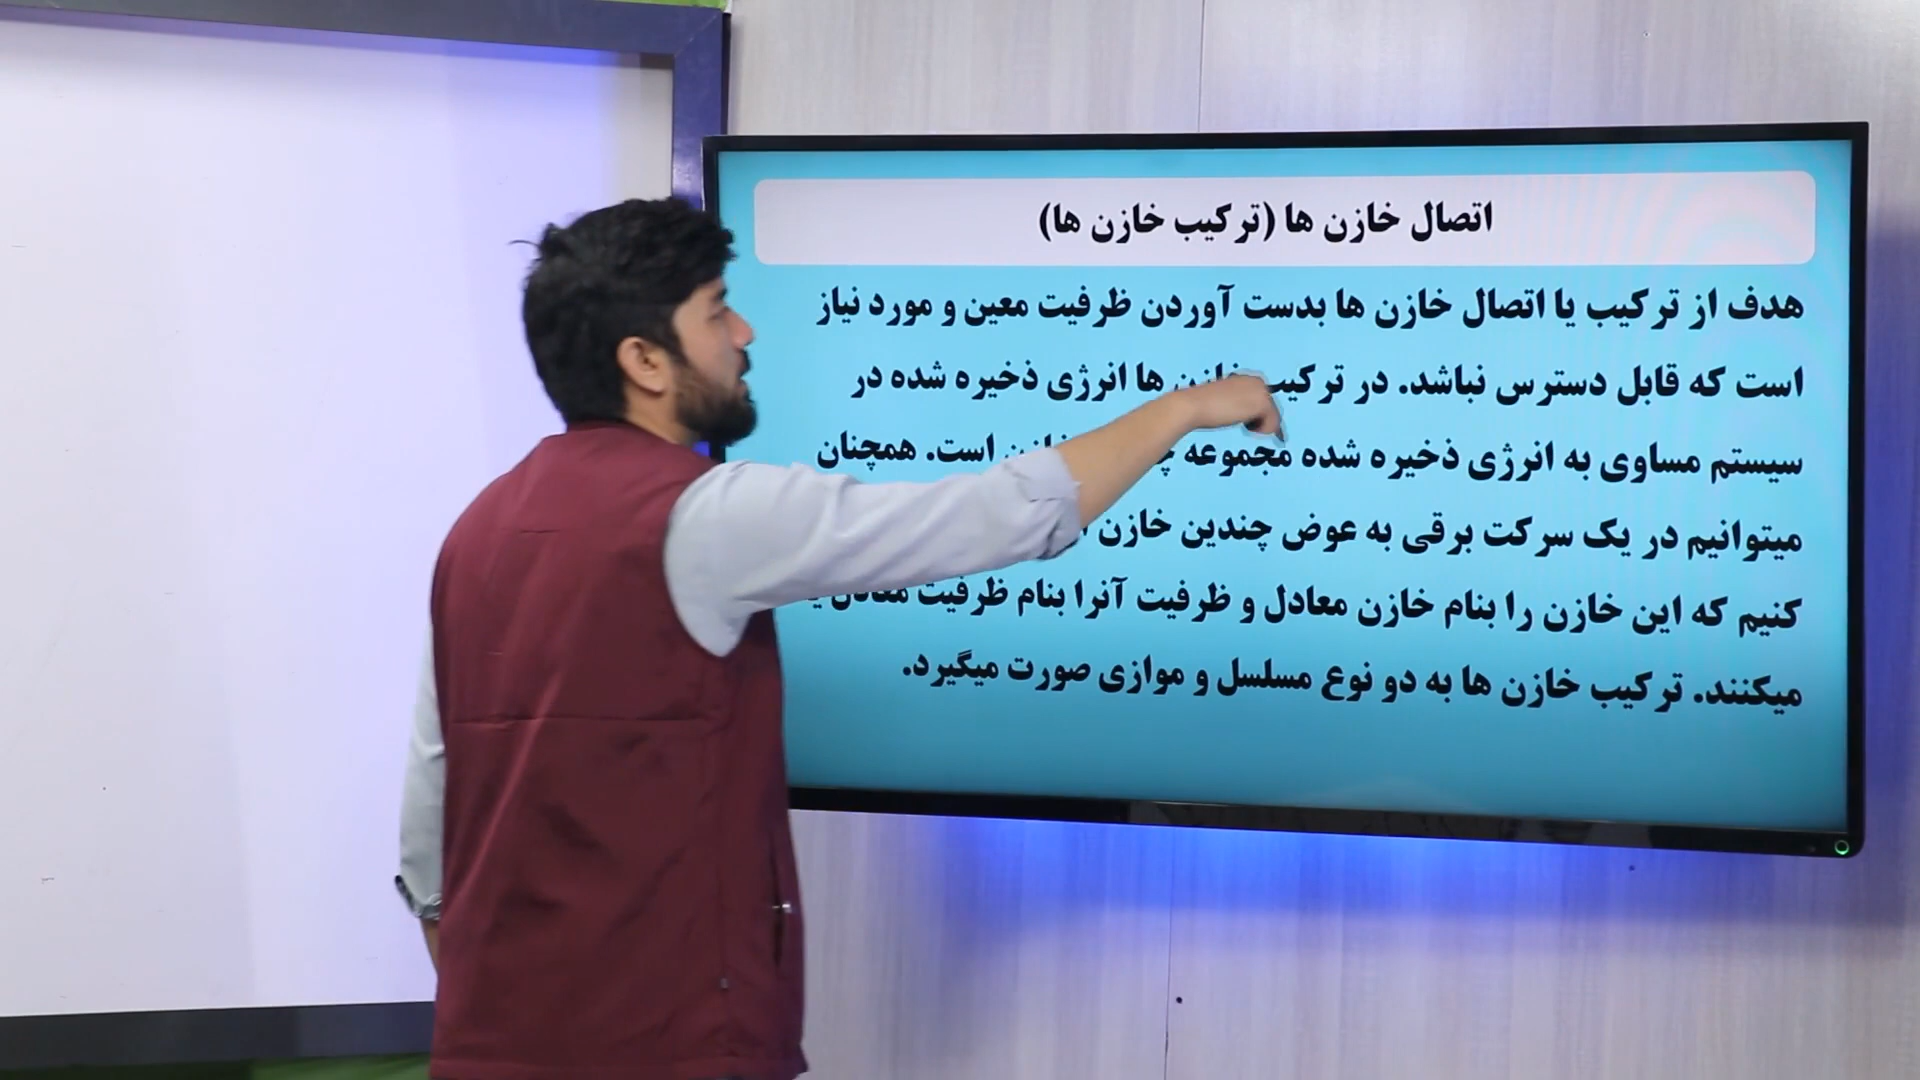 اتصال خازن ها (ترکیب خازن ها)
هدف از ترکیب یا اتصال خازن ها بدست آوردن ظرفیت معین و مورد نیاز
است که قابل دسترس نباشد. در ترکیب خازن ها انرژی ذخیره شده در
سیستم مساوی به انرژی ذخیره شده مجموعه خازن است. همچنان
میتوانیم در یک سرکت برقی به عوض چندین خازن
کنیم که این خازن را بنام خازن معادل و ظرفیت آنرا بنام ظرفیت معادل
میکنند. ترکیب خازن ها به دو نوع مسلسل و موازی صورت میگیرد.